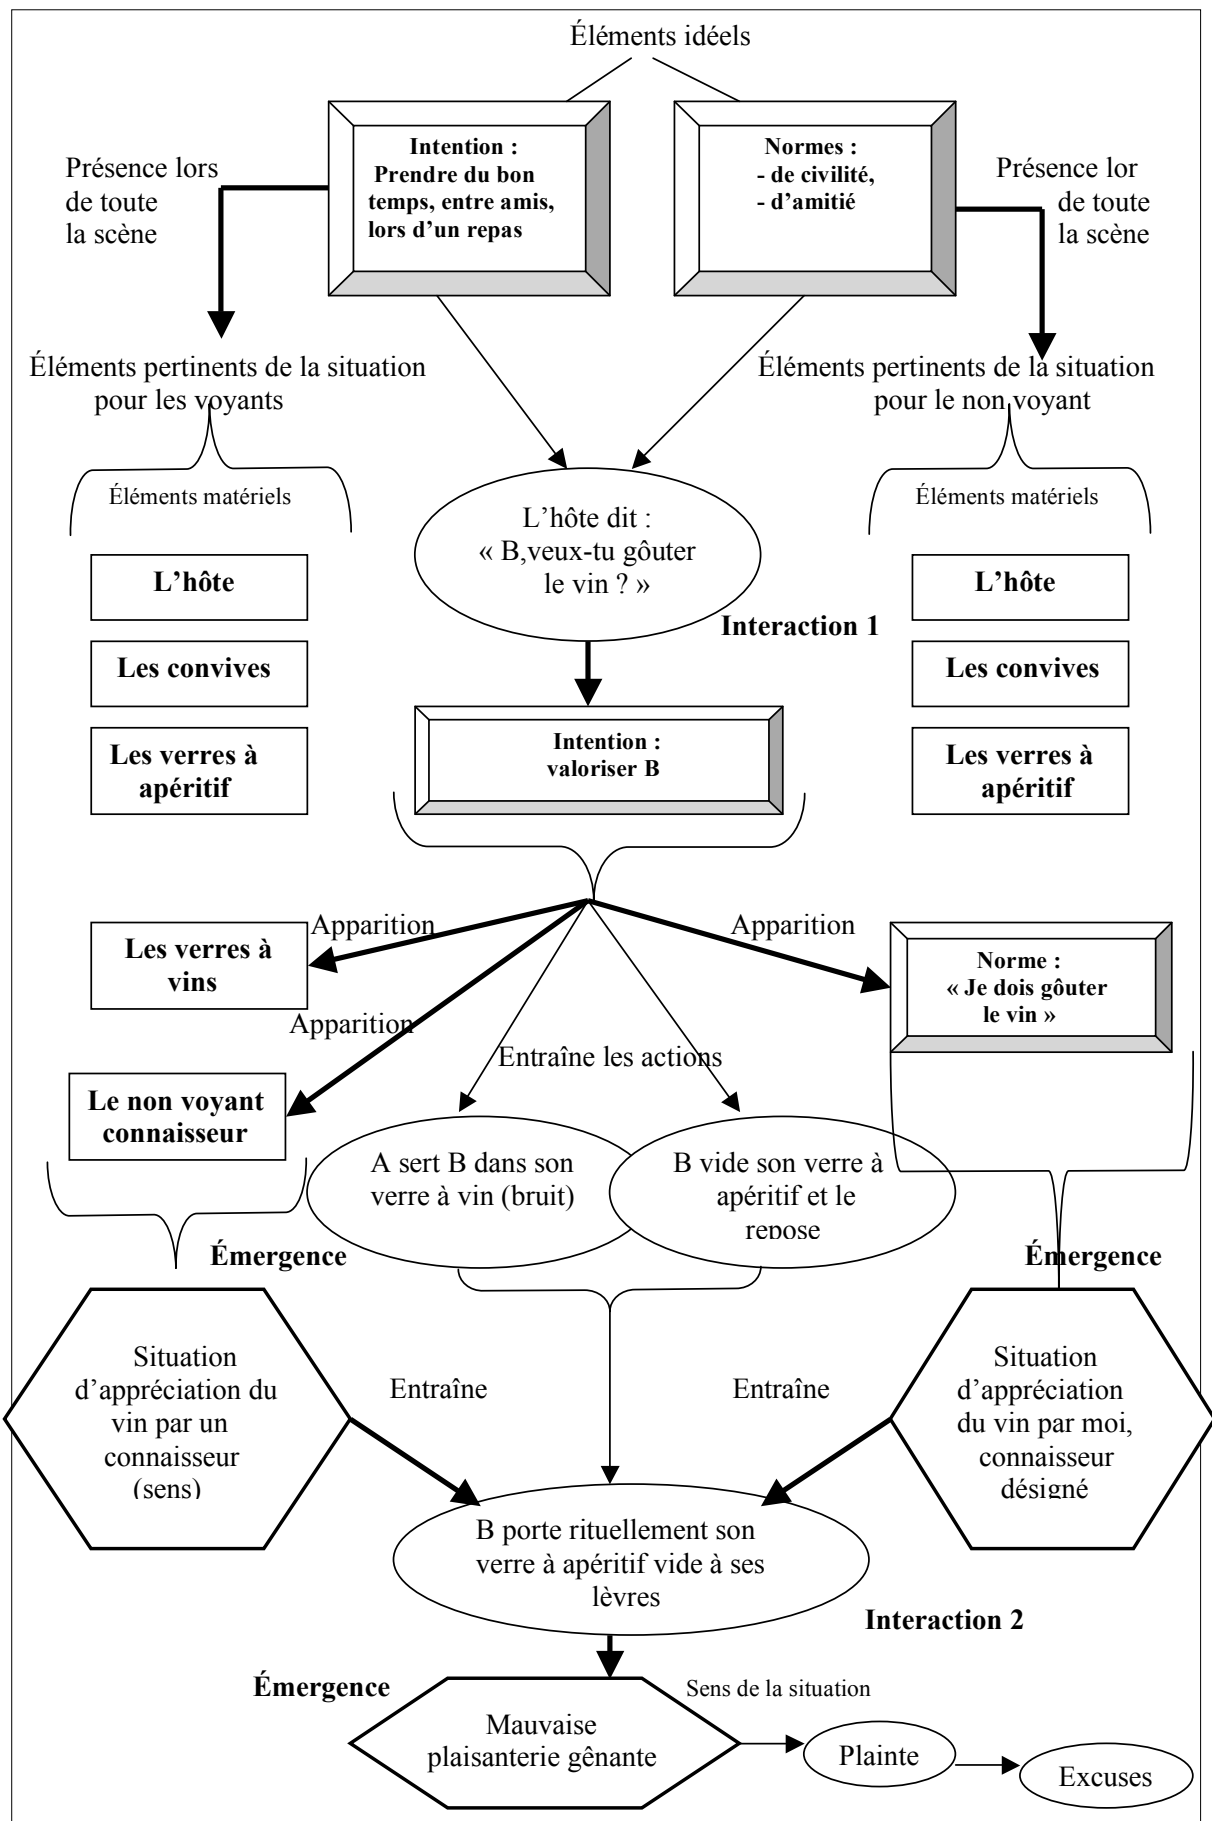 Éléments idéels
Intention :
Prendre du bon
temps, entre amis,
lors d'un repas
Normes :
- de civilité,
- d'amitié
Présence lors
de toute
la scène
Présence lor
de toute
la scène
Éléments pertinents de la situation
pour les voyants
Éléments pertinents de la situation
pour le non voyant
Éléments matériels
Éléments matériels
L'hôte dit :
« B,veux-tu gôuter
le vin ? »
Interaction 1
L'hôte
Les convives
Les verres à
apéritif
L'hôte
Les convives
Les verres à
apéritif
Intention :
valoriser B
Apparition
Apparition
Les verres à
vins
Norme :
« Je dois gôuter
le vin »
Apparition
Entraîne les actions
Le non voyant
connaisseur
A sert B dans son
verre à vin (bruit)
B vide son verre à
apéritif et le
repose
Émergence
Émergence
Situation
d'appréciation du
vin par un
connaisseur
(sens)
Entraîne
Entraîne
Situation
d'appréciation
du vin par moi,
connaisseur
désigné
B porte rituellement son
verre à apéritif vide à ses
lèvres
Interaction 2
Émergence
Sens de la situation
Mauvaise
plaisanterie gênante
Plainte
Excuses